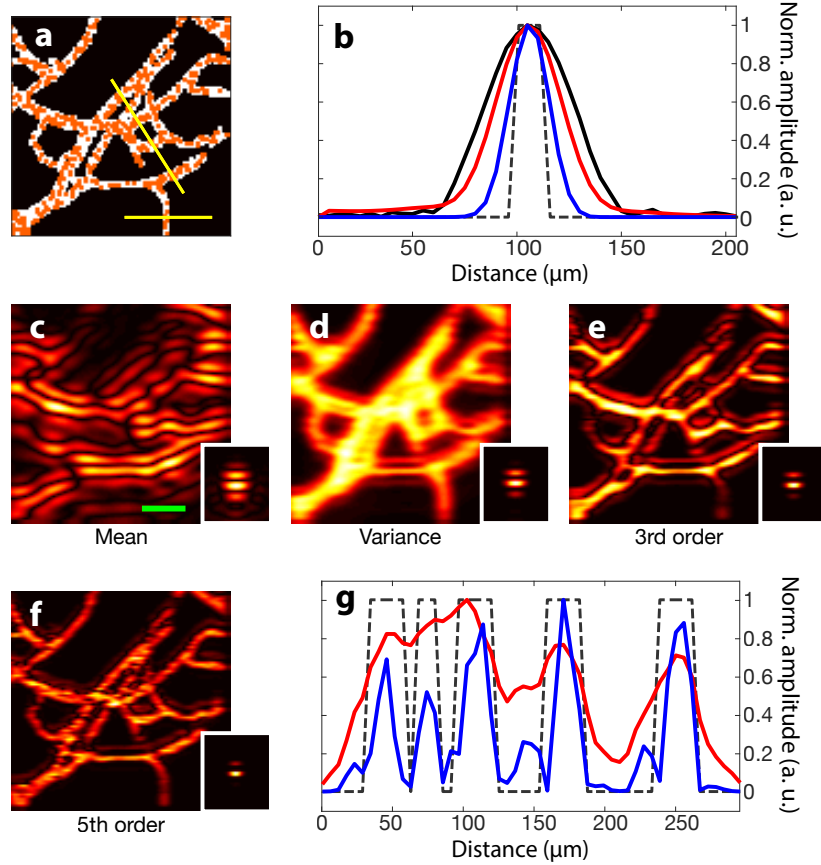 a
b
1
0.8
0.6
0.4
0.2
0
Norm. amplitude (a. u.)
0 50 100 150 200
Distance (μm)
c
d
e
Mean
Variance
3rd order
f
g
1
0.8
0.6
0.4
0.2
0
Norm. amplitude (a. u.)
0 50 100 150 200 250
5th order
Distance (μm)